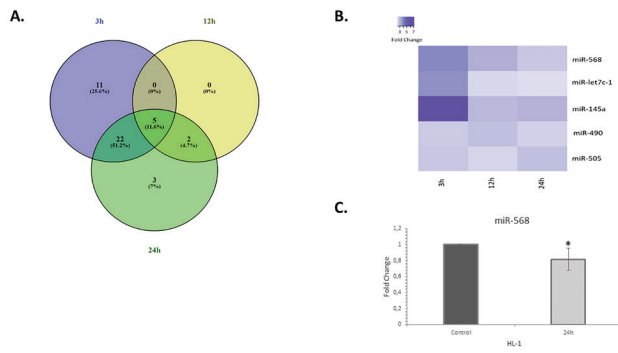 A.
3h
12h
11
(25.6%)
0
(0%)
0
(0%)
5
(11.6%)
22
(51.2%)
2
(4.7%)
3
(7%)
24h
B.
Fold Change
miR-568
miR-let7c-1
miR-145a
miR-490
miR-505
3h
12h
24h
C.
miR-568
Fold Change
1,2
1
0,8
0,6
0,4
0,2
0
*
Control
24h
HL-1